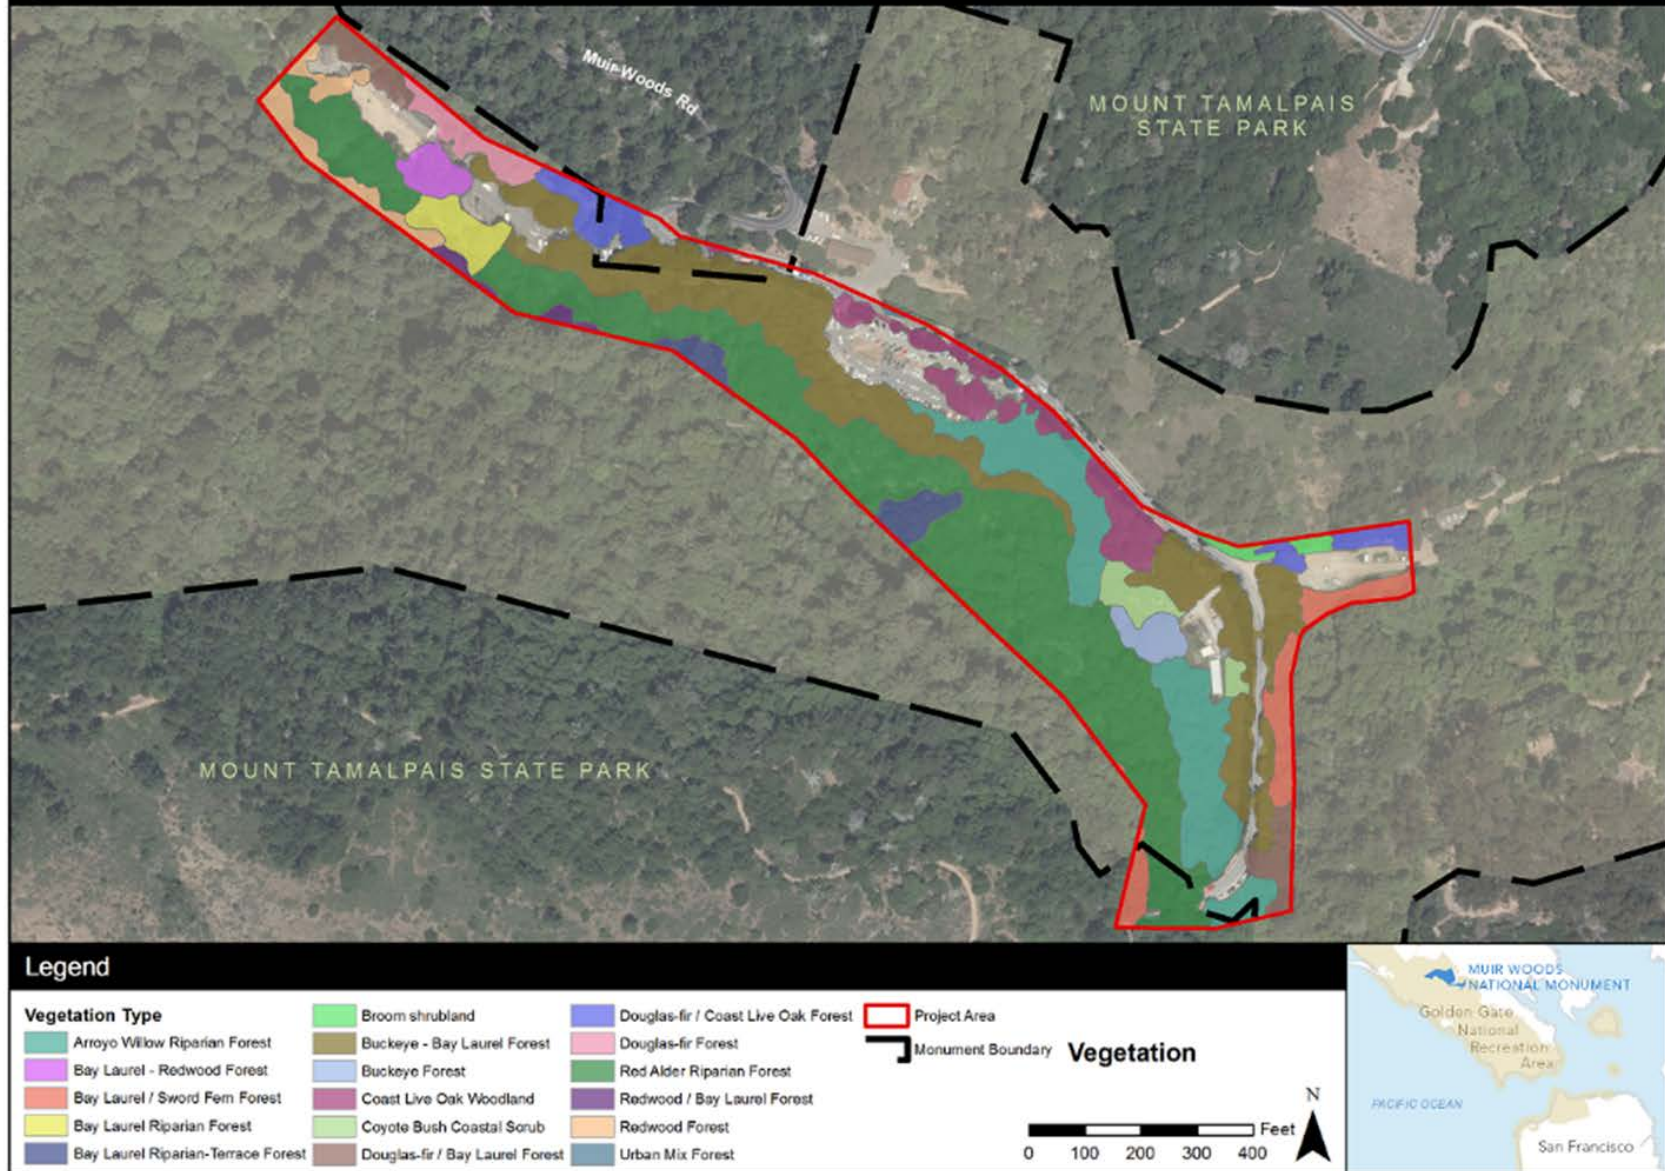 Muir Woods Rd
MOUNT TAMALPAIS
STATE PARK
MOUNT TAMALPAIS STATE PARK
Legend
Vegetation Type
Arroyo Willow Riparian Forest
Bay Laurel - Redwood Forest
Bay Laurel / Sword Fern Forest
Bay Laurel Riparian Forest
Bay Laurel Riparian-Terrace Forest
Broom shrubland
Buckeye - Bay Laurel Forest
Buckeye Forest
Coast Live Oak Woodland
Coyote Bush Coastal Scrub
Douglas-fir / Bay Laurel Forest
Douglas-fir / Coast Live Oak Forest
Douglas-fir Forest
Red Alder Riparian Forest
Redwood / Bay Laurel Forest
Redwood Forest
Urban Mix Forest
Project Area
Monument Boundary
Vegetation
N
Feet
0 100 200 300 400
MUIR WOODS
NATIONAL MONUMENT
Golden Gate
National
Recreation
Area
PACIFIC OCEAN
San Francisco